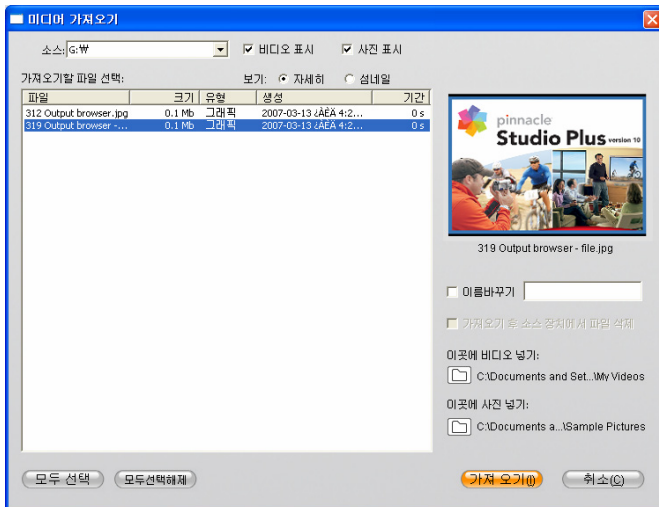 미디어 가져오기
소스: G:₩
비디오 표시
사진 표시
가져오기할 파일 선택:
보기: 자세히 섬네일
파일 크기 유형 생성 기간
312 Output browser.jpg 0.1 Mb 그래픽 2007-03-13 ¿ÀÈÄ 4:2... 0 s
319 Output browser -... 0.1 Mb 그래픽 2007-03-13 ¿ÀÈÄ 4:2... 0 s
pinnacle
Studio Plus version 10
319 Output browser - file.jpg
이름바꾸기
가져오기 후 소스 장치에서 파일 삭제
이곳에 비디오 넣기:
C:\Documents and Set...\My Videos
이곳에 사진 넣기:
C:\Documents a...\Sample Pictures
모두 선택
모두선택해제
가져 오기(I)
취소(C)